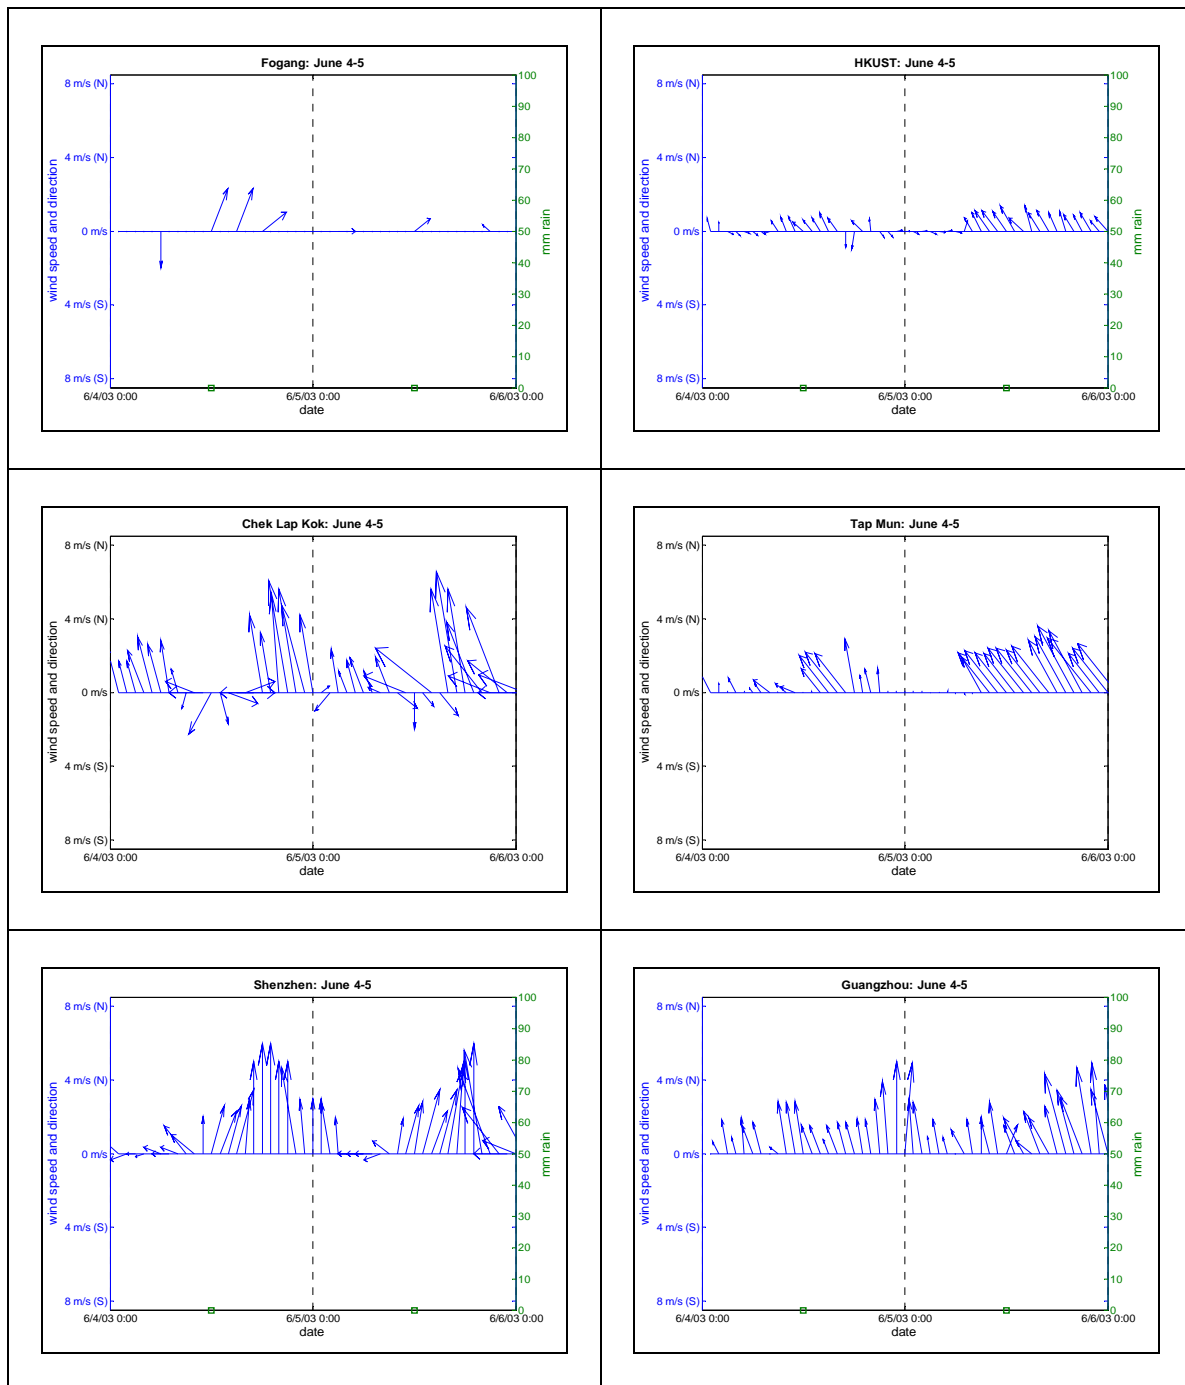 Fogang: June 4-5
8 m/s (N)
4 m/s (N)
0 m/s
4 m/s (S)
8 m/s (S)
wind speed and direction
100
90
80
70
60
50
40
30
20
10
0
mm rain
6/4/03 0:00
6/5/03 0:00
6/6/03 0:00
date
HKUST: June 4-5
8 m/s (N)
4 m/s (N)
0 m/s
4 m/s (S)
8 m/s (S)
wind speed and direction
100
90
80
70
60
50
40
30
20
10
0
mm rain
6/4/03 0:00
6/5/03 0:00
6/6/03 0:00
date
Chek Lap Kok: June 4-5
8 m/s (N)
4 m/s (N)
0 m/s
4 m/s (S)
8 m/s (S)
wind speed and direction
6/4/03 0:00
6/5/03 0:00
6/6/03 0:00
date
Tap Mun: June 4-5
8 m/s (N)
4 m/s (N)
0 m/s
4 m/s (S)
8 m/s (S)
wind speed and direction
6/4/03 0:00
6/5/03 0:00
6/6/03 0:00
date
Shenzhen: June 4-5
8 m/s (N)
4 m/s (N)
0 m/s
4 m/s (S)
8 m/s (S)
wind speed and direction
100
90
80
70
60
50
40
30
20
10
0
mm rain
6/4/03 0:00
6/5/03 0:00
6/6/03 0:00
date
Guangzhou: June 4-5
8 m/s (N)
4 m/s (N)
0 m/s
4 m/s (S)
8 m/s (S)
wind speed and direction
100
90
80
70
60
50
40
30
20
10
0
mm rain
6/4/03 0:00
6/5/03 0:00
6/6/03 0:00
date